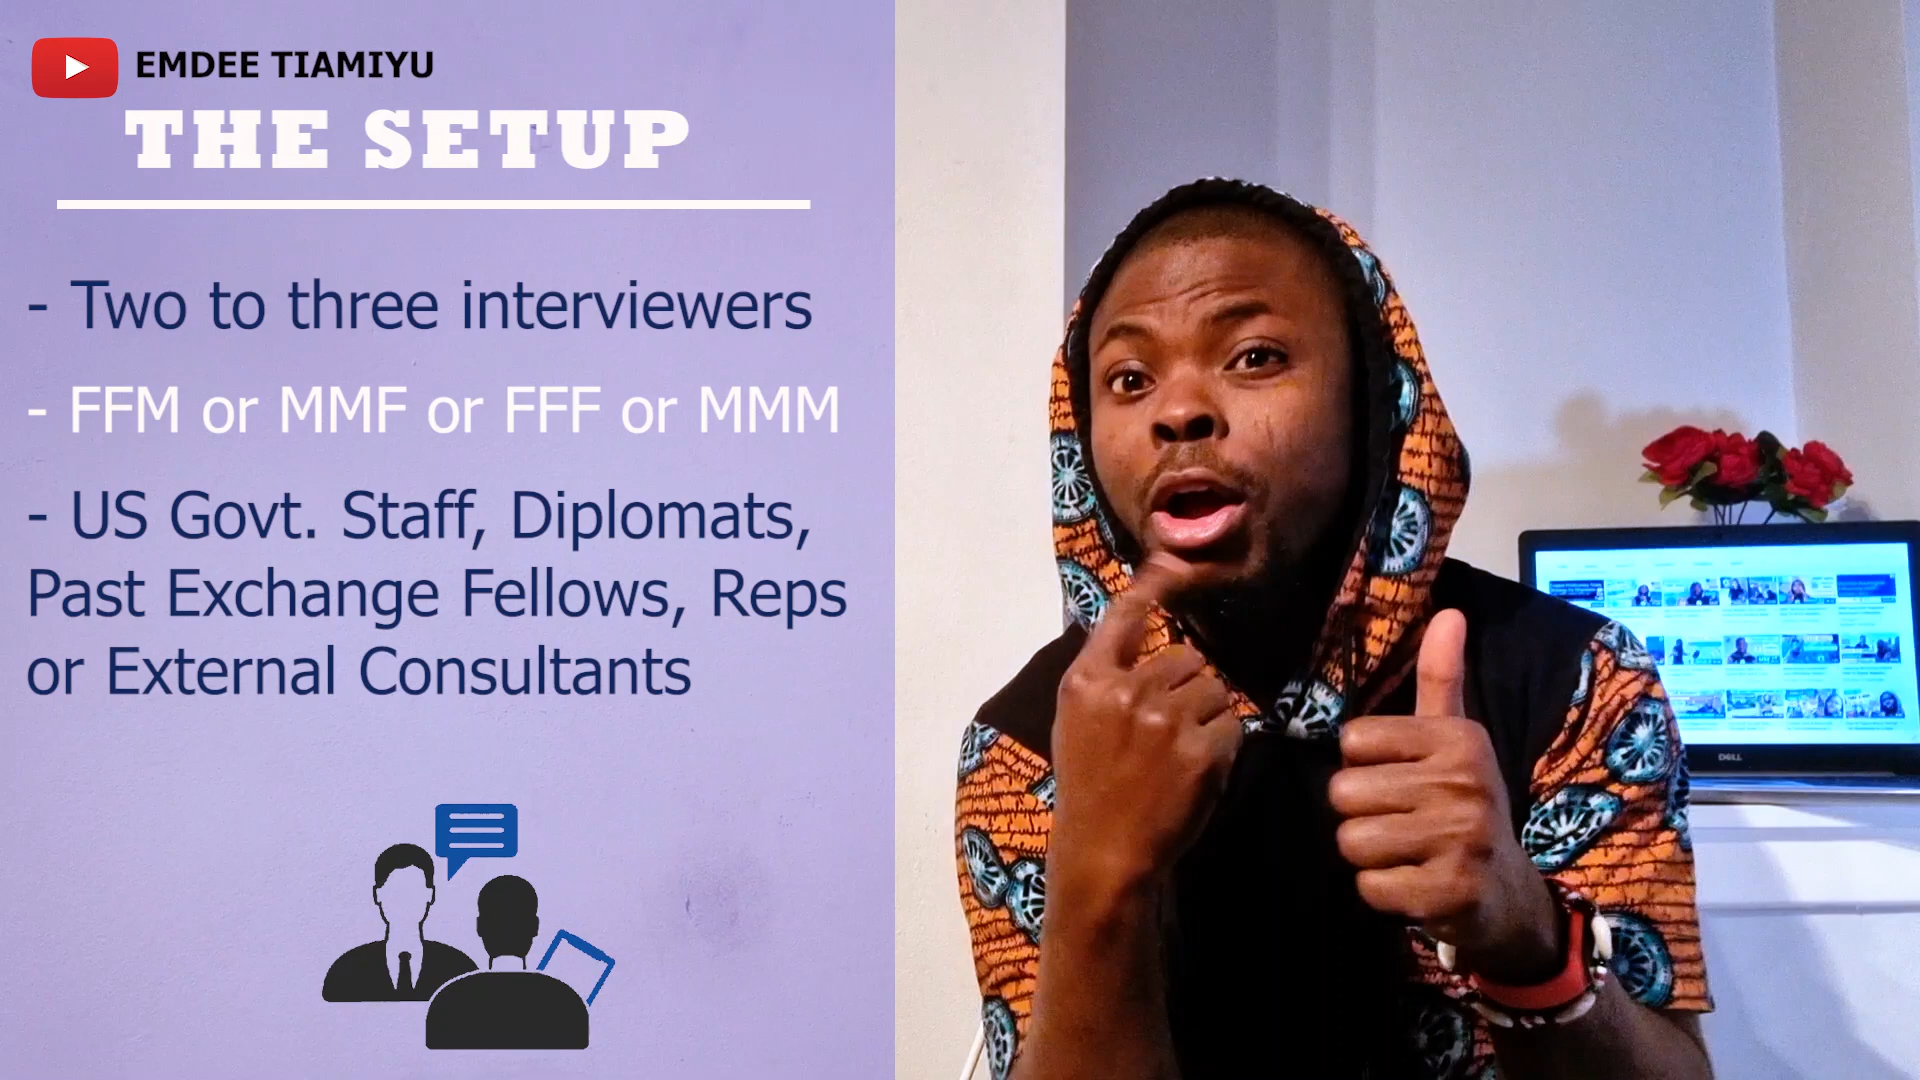 EMDEE TIAMIYU
THE SETUP
- Two to three interviewers
- FFM or MMF or FFF or MMM
- US Govt. Staff, Diplomats,
Past Exchange Fellows, Reps
or External Consultants
DELL